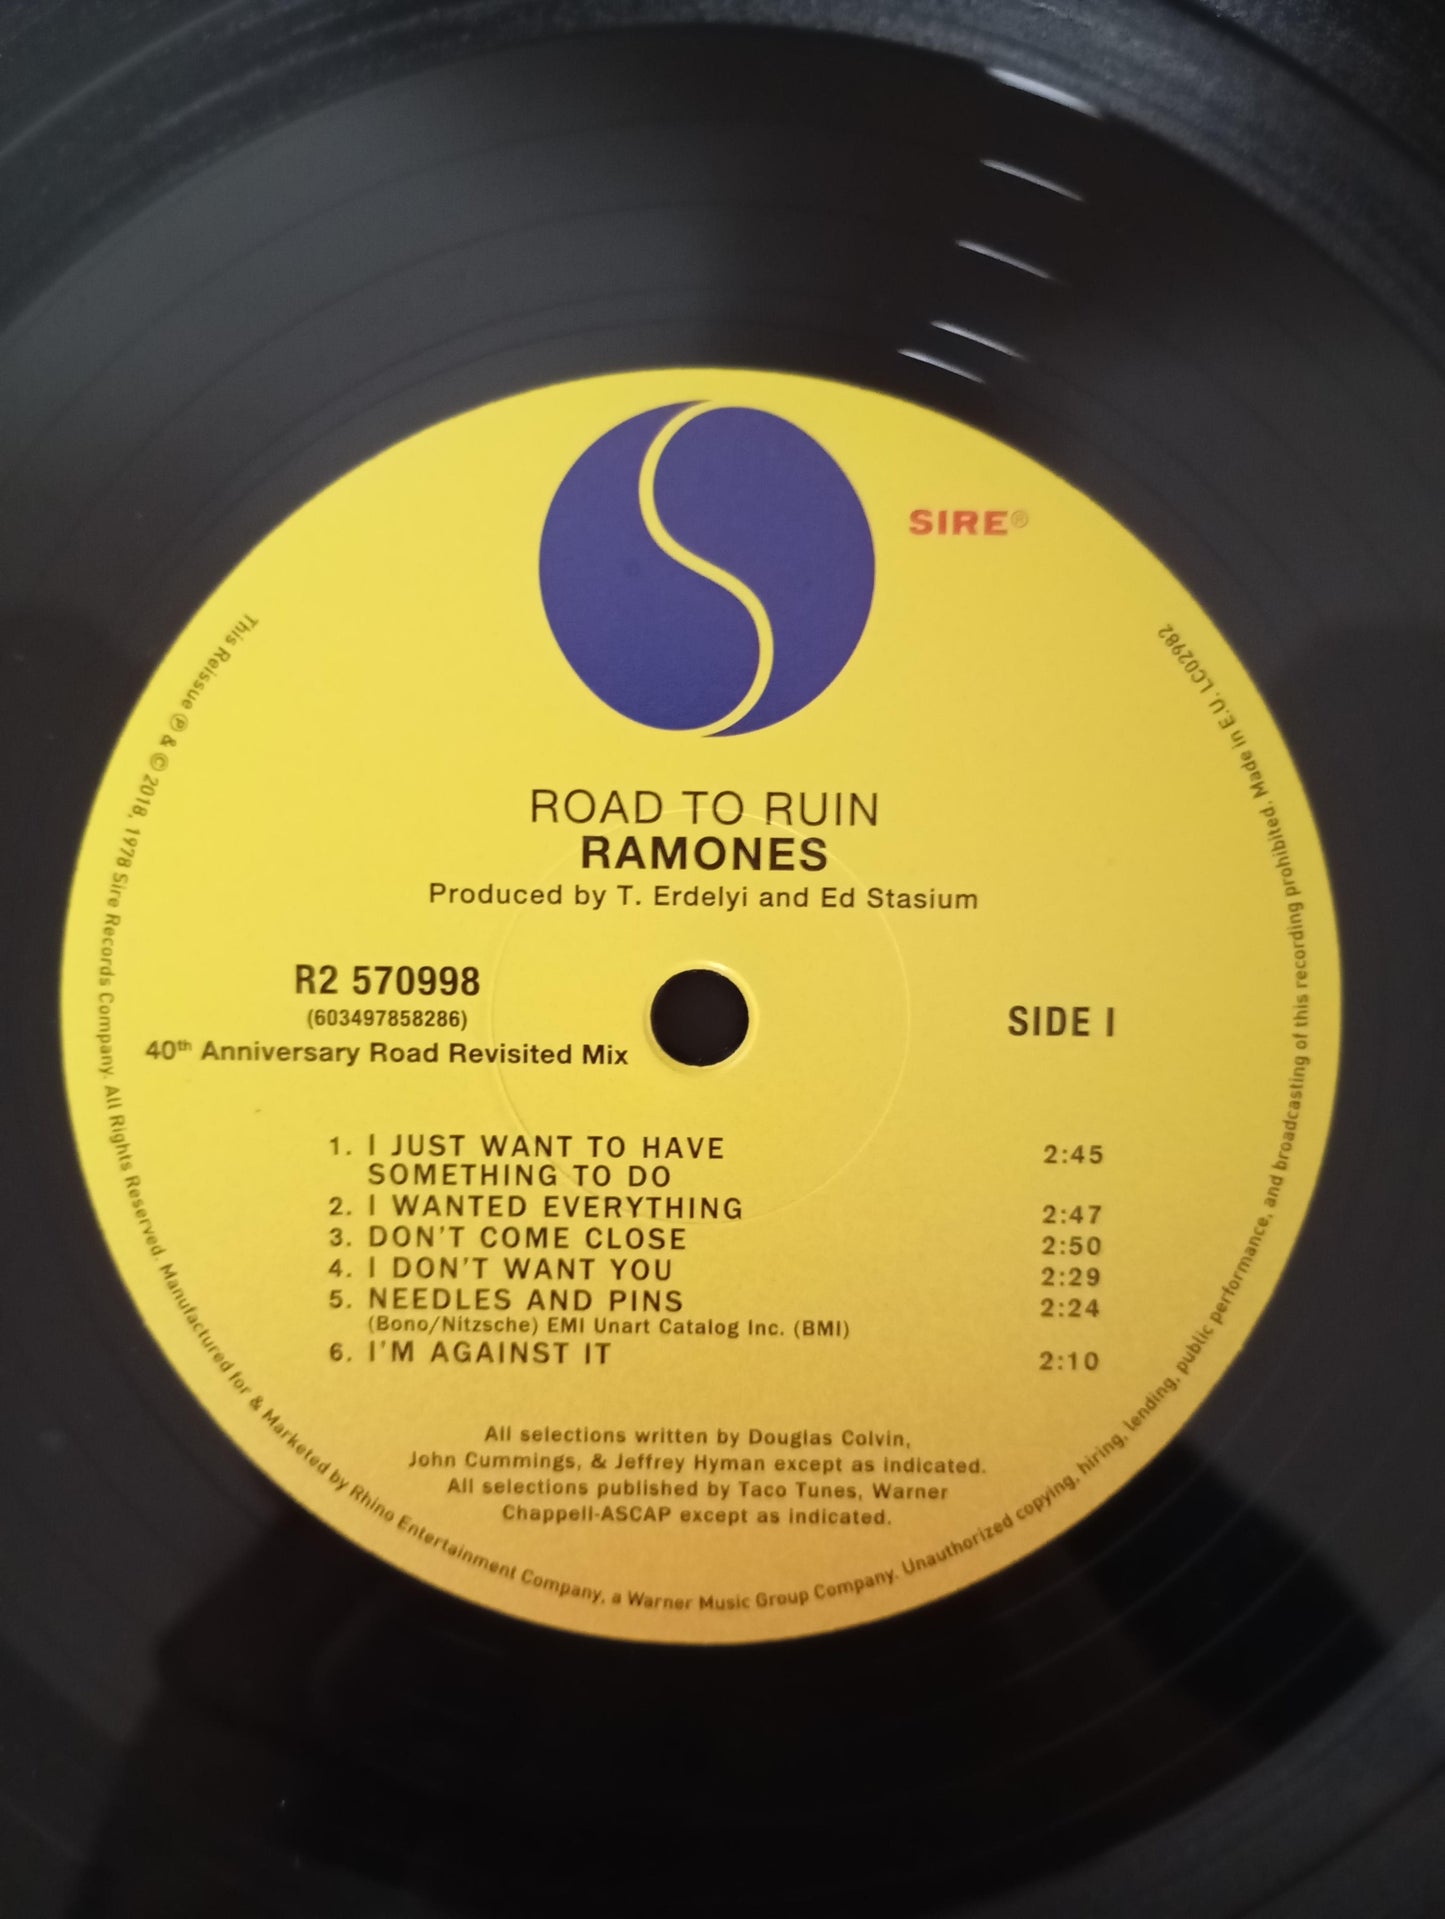 SIRE®
ROAD TO RUIN
RAMONES
Produced by T. Erdelyi and Ed Stasium
R2 570998
(603497858286)
40th Anniversary Road Revisited Mix
SIDE I
1. I JUST WANT TO HAVE
SOMETHING TO DO 2:45
2. I WANTED EVERYTHING 2:47
3. DON'T COME CLOSE 2:50
4. I DON'T WANT YOU 2:29
5. NEEDLES AND PINS 2:24
(Bono/Nitzsche) EMI Unart Catalog Inc. (BMI)
6. I'M AGAINST IT 2:10
All selections written by Douglas Colvin,
John Cummings, & Jeffrey Hyman except as indicated.
All selections published by Taco Tunes, Warner
Chappell-ASCAP except as indicated.
This Reissue ℗ & © 2018, 1978 Sire Records Company. All Rights Reserved. Manufactured for & Marketed by Rhino Entertainment Company, a Warner Music Group Company. Unauthorized copying, hiring, lending, public performance, and broadcasting of this recording prohibited. Made in E.U. LC02982